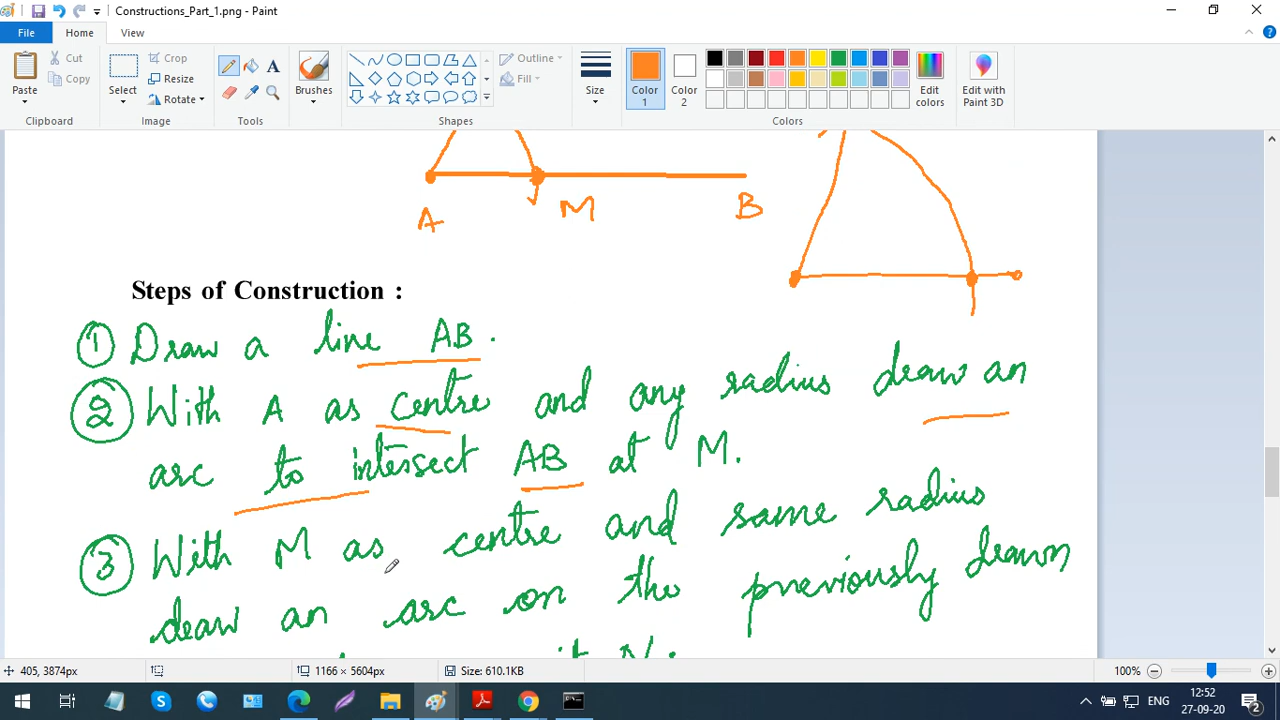 Constructions_Part_1.png - Paint
File Home View
Paste Cut Copy Clipboard
Select Crop Resize Rotate Image
Tools
Brushes
Shapes Outline Fill
Size
Color 1 Color 2 Edit colors Colors
Edit with Paint 3D
A M B
Steps of Construction :
1 Draw a line AB.
2 With A as centre and any radius draw an
arc to intersect AB at M.
3 With M as centre and same radius
draw an arc on the previously drawn
it N.
405, 3874px 1166 × 5604px Size: 610.1KB 100%
ENG 12:52
27-09-20 2